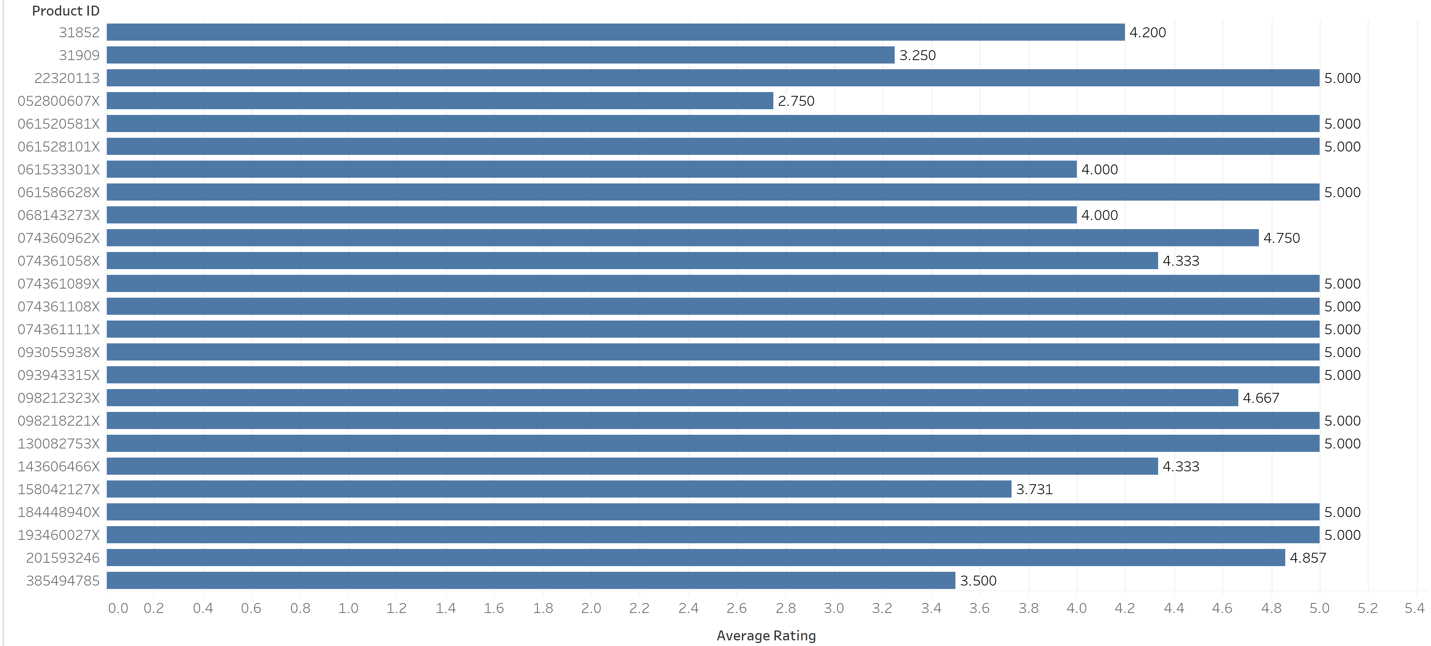 Product ID
31852 4.200
31909 3.250
22320113 5.000
052800607X 2.750
061520581X 5.000
061528101X 5.000
061533301X 4.000
061586628X 5.000
068143273X 4.000
074360962X 4.750
074361058X 4.333
074361089X 5.000
074361108X 5.000
074361111X 5.000
093055938X 5.000
093943315X 5.000
098212323X 4.667
098218221X 5.000
130082753X 5.000
143606466X 4.333
158042127X 3.731
184448940X 5.000
193460027X 5.000
201593246 4.857
385494785 3.500
0.0 0.2 0.4 0.6 0.8 1.0 1.2 1.4 1.6 1.8 2.0 2.2 2.4 2.6 2.8 3.0 3.2 3.4 3.6 3.8 4.0 4.2 4.4 4.6 4.8 5.0 5.2 5.4
Average Rating